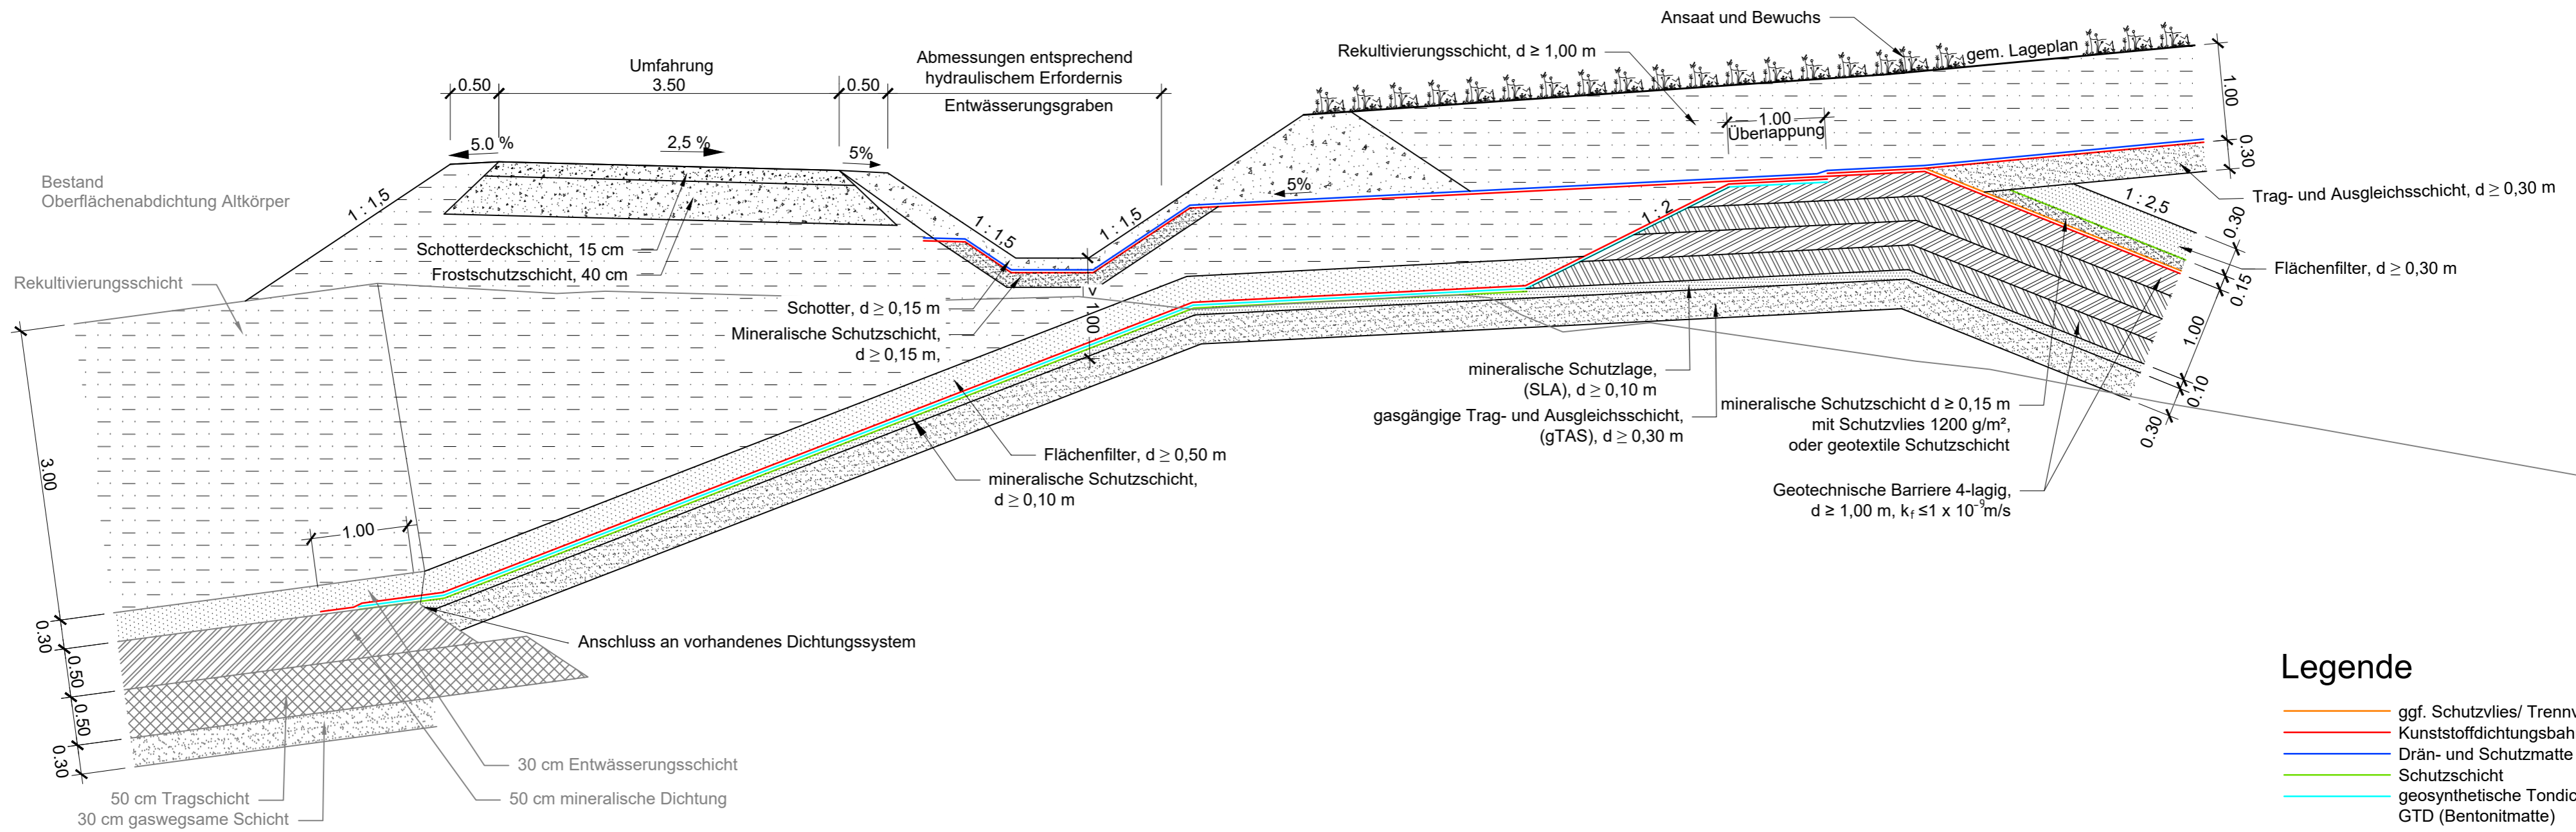 Ansaat und Bewuchs
Rekultivierungsschicht, d ≥ 1,00 m
gem. Lageplan
Umfahrung
0.50
3.50
0.50
Abmessungen entsprechend
hydraulischem Erfordernis
Entwässerungsgraben
1.00
Überlappung
1.00
0.30
5.0 %
2,5 %
5%
5%
Bestand
Oberflächenabdichtung Altkörper
1 : 1,5
1 : 1,5
1 : 1,5
1 : 2
1 : 2,5
Trag- und Ausgleichsschicht, d ≥ 0,30 m
0.30
Flächenfilter, d ≥ 0,30 m
0.15
1.00
0.10
0.30
Schotterdeckschicht, 15 cm
Frostschutzschicht, 40 cm
Rekultivierungsschicht
Schotter, d ≥ 0,15 m
Mineralische Schutzschicht,
d ≥ 0,15 m,
1.00
mineralische Schutzlage,
(SLA), d ≥ 0,10 m
gasgängige Trag- und Ausgleichsschicht,
(gTAS), d ≥ 0,30 m
mineralische Schutzschicht d ≥ 0,15 m
mit Schutzvlies 1200 g/m²,
oder geotextile Schutzschicht
Geotechnische Barriere 4-lagig,
d ≥ 1,00 m, kf ≤1 x 10⁻⁹m/s
Flächenfilter, d ≥ 0,50 m
mineralische Schutzschicht,
d ≥ 0,10 m
3.00
1.00
0.30
0.50
0.50
0.30
Anschluss an vorhandenes Dichtungssystem
30 cm Entwässerungsschicht
50 cm mineralische Dichtung
50 cm Tragschicht
30 cm gaswegsame Schicht
Legende
ggf. Schutzvlies/
Kunststoffdichtungsbah
Drän- und Schutzmatte
Schutzschicht
geosynthetische
GTD (Bentonitmatte)